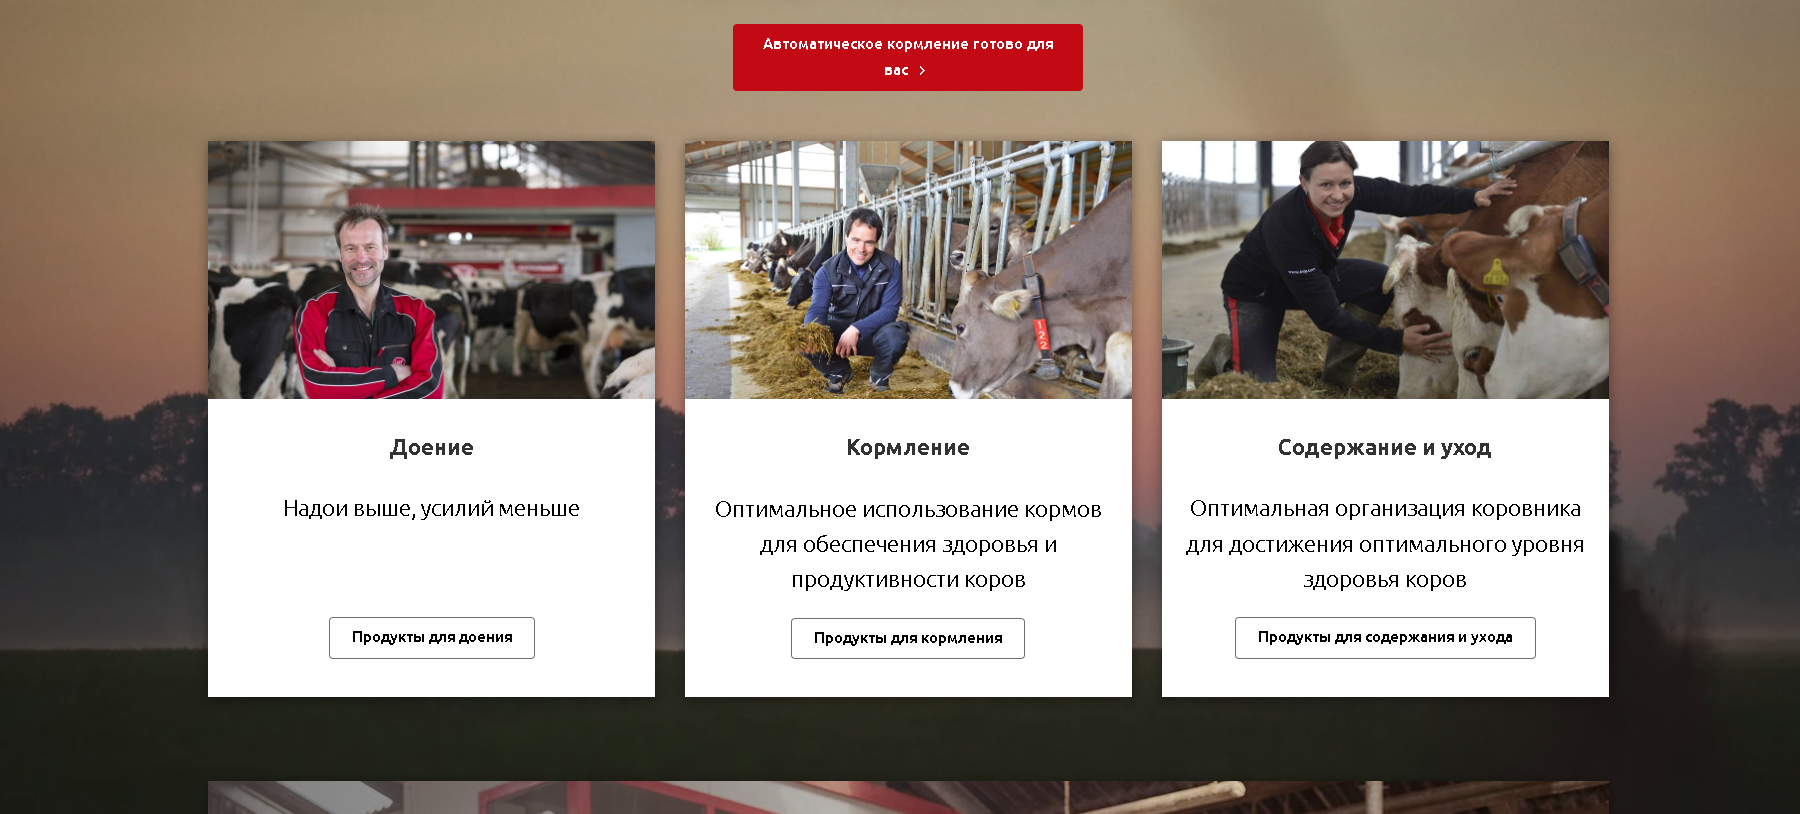 Автоматическое кормление готово для
вас >
122
Доение
Надои выше, усилий меньше
Продукты для доения
Кормление
Оптимальное использование кормов
для обеспечения здоровья и
продуктивности коров
Продукты для кормления
Содержание и уход
Оптимальная организация коровника
для достижения оптимального уровня
здоровья коров
Продукты для содержания и ухода